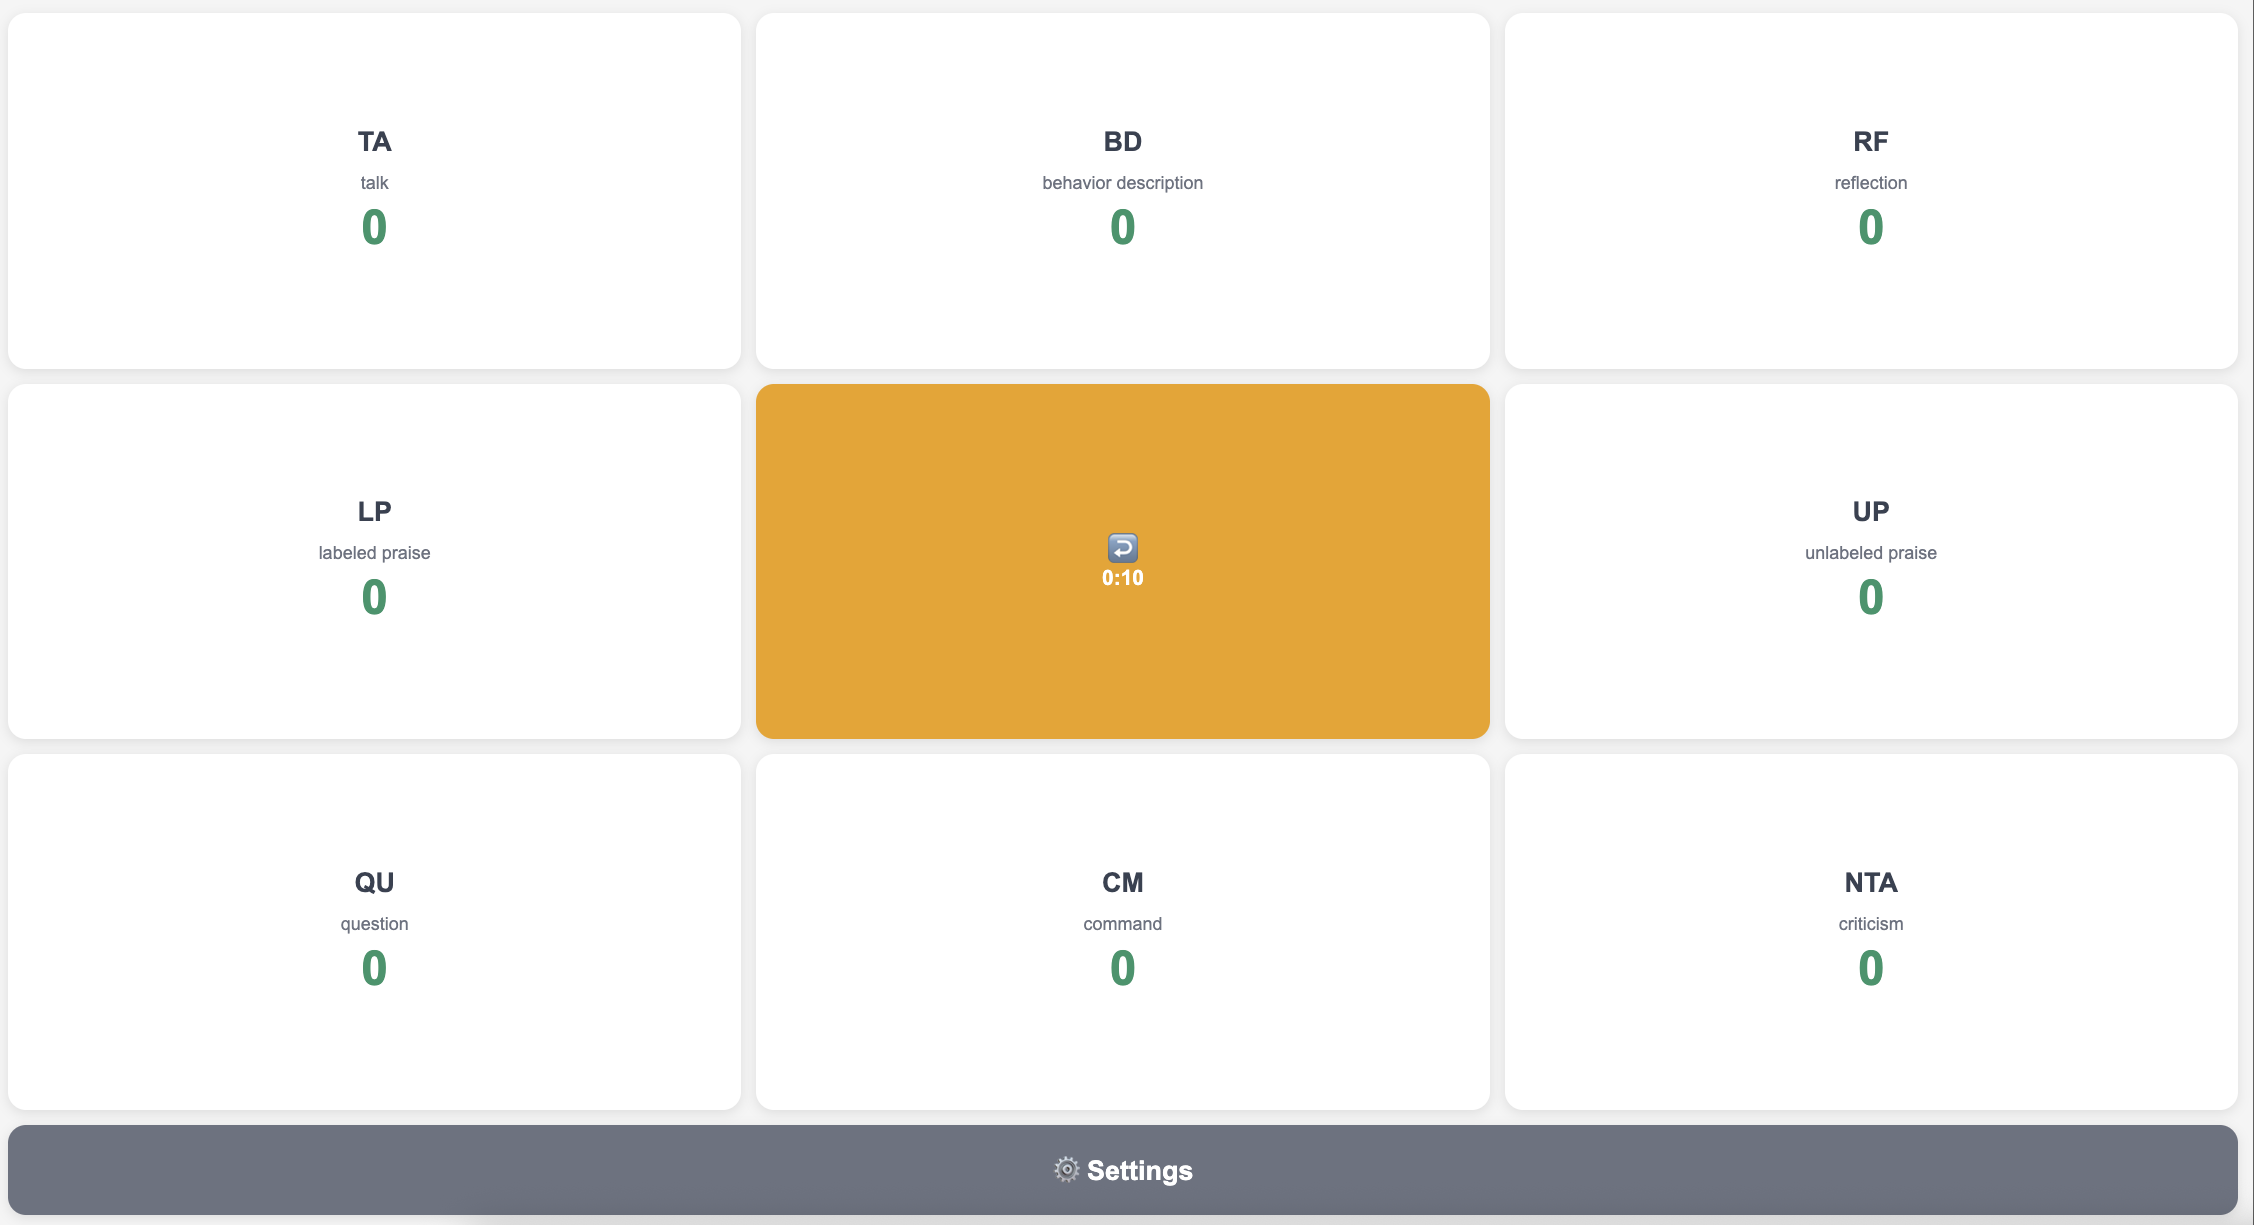 TA
talk
0
BD
behavior description
0
RF
reflection
0
LP
labeled praise
0
0:10
UP
unlabeled praise
0
QU
question
0
CM
command
0
NTA
criticism
0
Settings